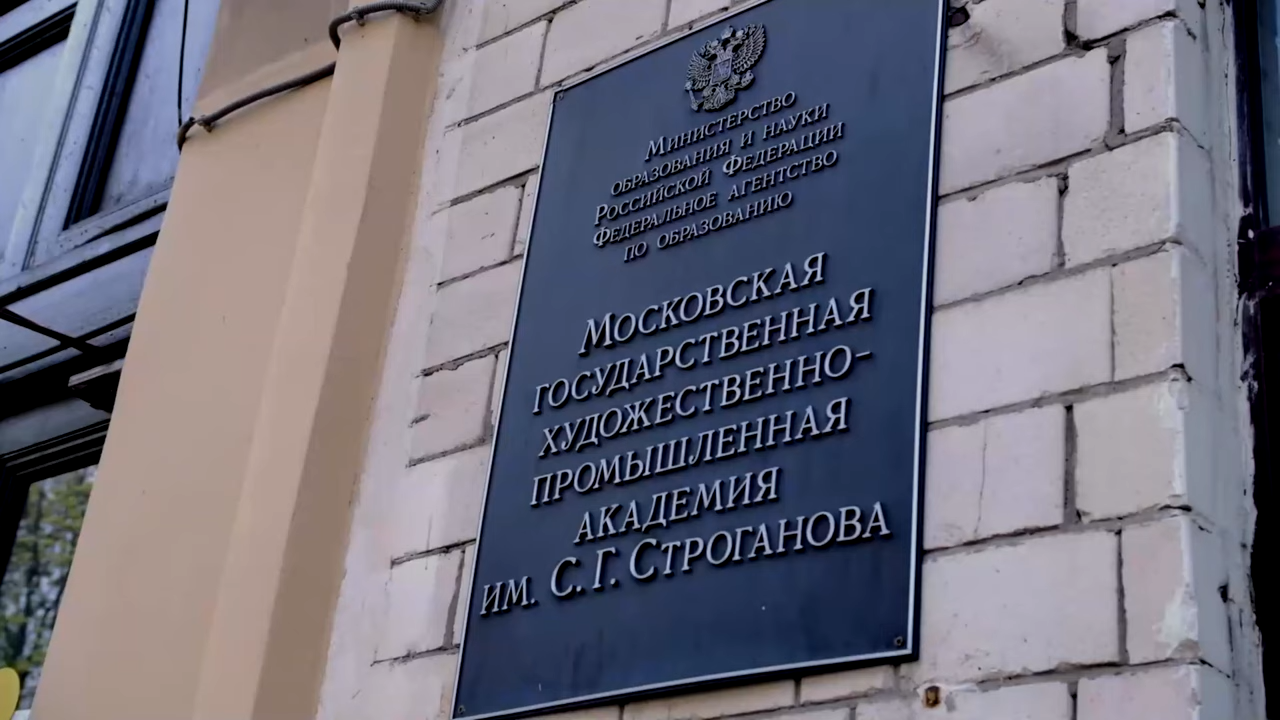 Министерство
образования и науки
Российской Федерации
Федеральное агентство
по образованию
Московская
государственная
художественно-
промышленная
академия
им. С. Г. Строганова